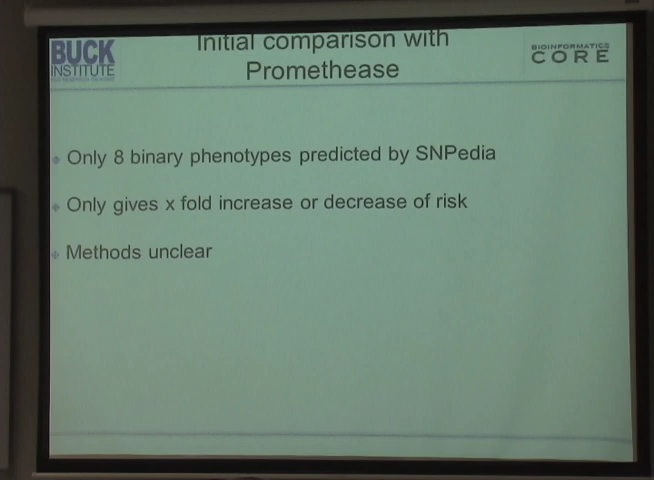 BUCK
INSTITUTE
Initial comparison with
Promethease
BIOINFORMATICS
CORE
Only 8 binary phenotypes predicted by SNPedia
Only gives x fold increase or decrease of risk
Methods unclear